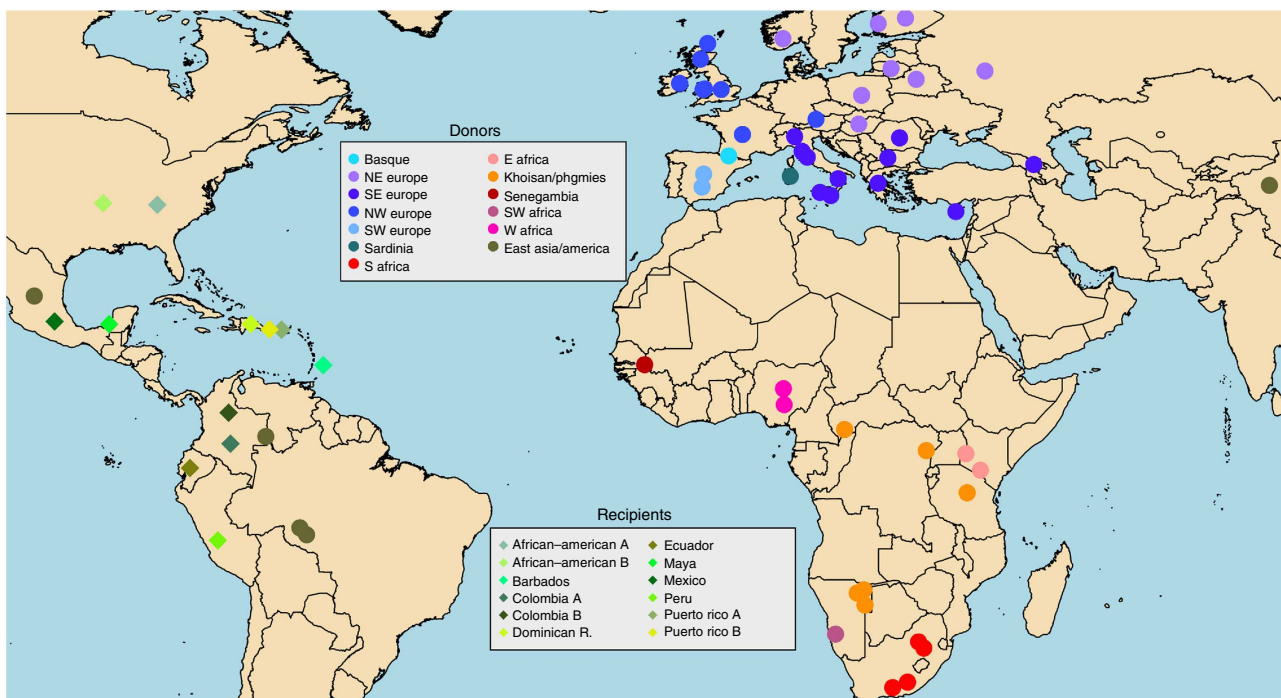 Donors
Basque
NE europe
SE europe
NW europe
SW europe
Sardinia
S africa
E africa
Khoisan/phgmies
Senegambia
SW africa
W africa
East asia/america
Recipients
African–american A
African–american B
Barbados
Colombia A
Colombia B
Dominican R.
Ecuador
Maya
Mexico
Peru
Puerto rico A
Puerto rico B